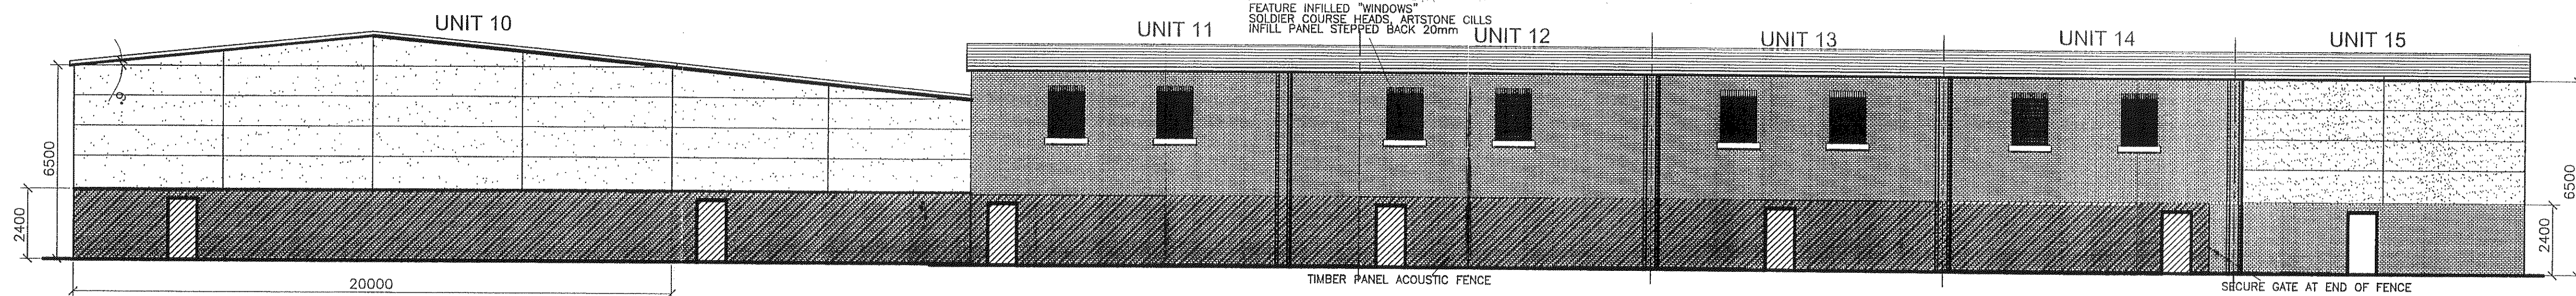 UNIT 10
UNIT 11
FEATURE INFILLED "WINDOWS"
SOLDIER COURSE HEADS, ARTSTONE CILLS
INFILL PANEL STEPPED BACK 20mm
UNIT 12
UNIT 13
UNIT 14
UNIT 15
6500
2400
20000
TIMBER PANEL ACOUSTIC FENCE
SECURE GATE AT END OF FENCE
2400
6500